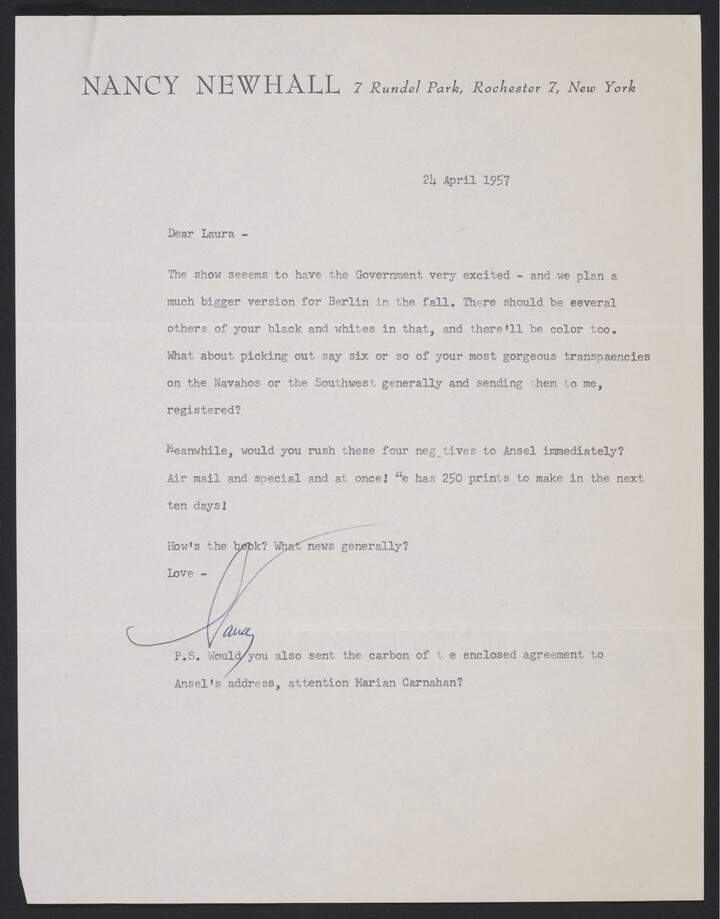 NANCY NEWHALL 7 Rundel Park, Rochester 7, New York
24 April 1957
Dear Laura -
The show seeems to have the Government very excited - and we plan a
much bigger version for Berlin in the fall. There should be several
others of your black and whites in that, and there'll be color too.
What about picking out say six or so of your most gorgeous transpaencies
on the Navahos or the Southwest generally and sending them to me,
registered?
Meanwhile, would you rush these four neg_tives to Ansel immediately?
Air mail and special and at once! He has 250 prints to make in the next
ten days!
How's the book? What news generally?
Love -
Nancy
P.S. Would you also sent the carbon of t e enclosed agreement to
Ansel's address, attention Marian Carnahan?